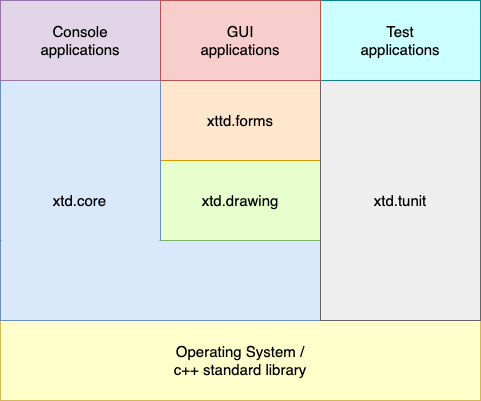 Console
applications
GUI
applications
Test
applications
xttd.forms
xtd.core
xtd.drawing
xtd.tunit
Operating System /
c++ standard library